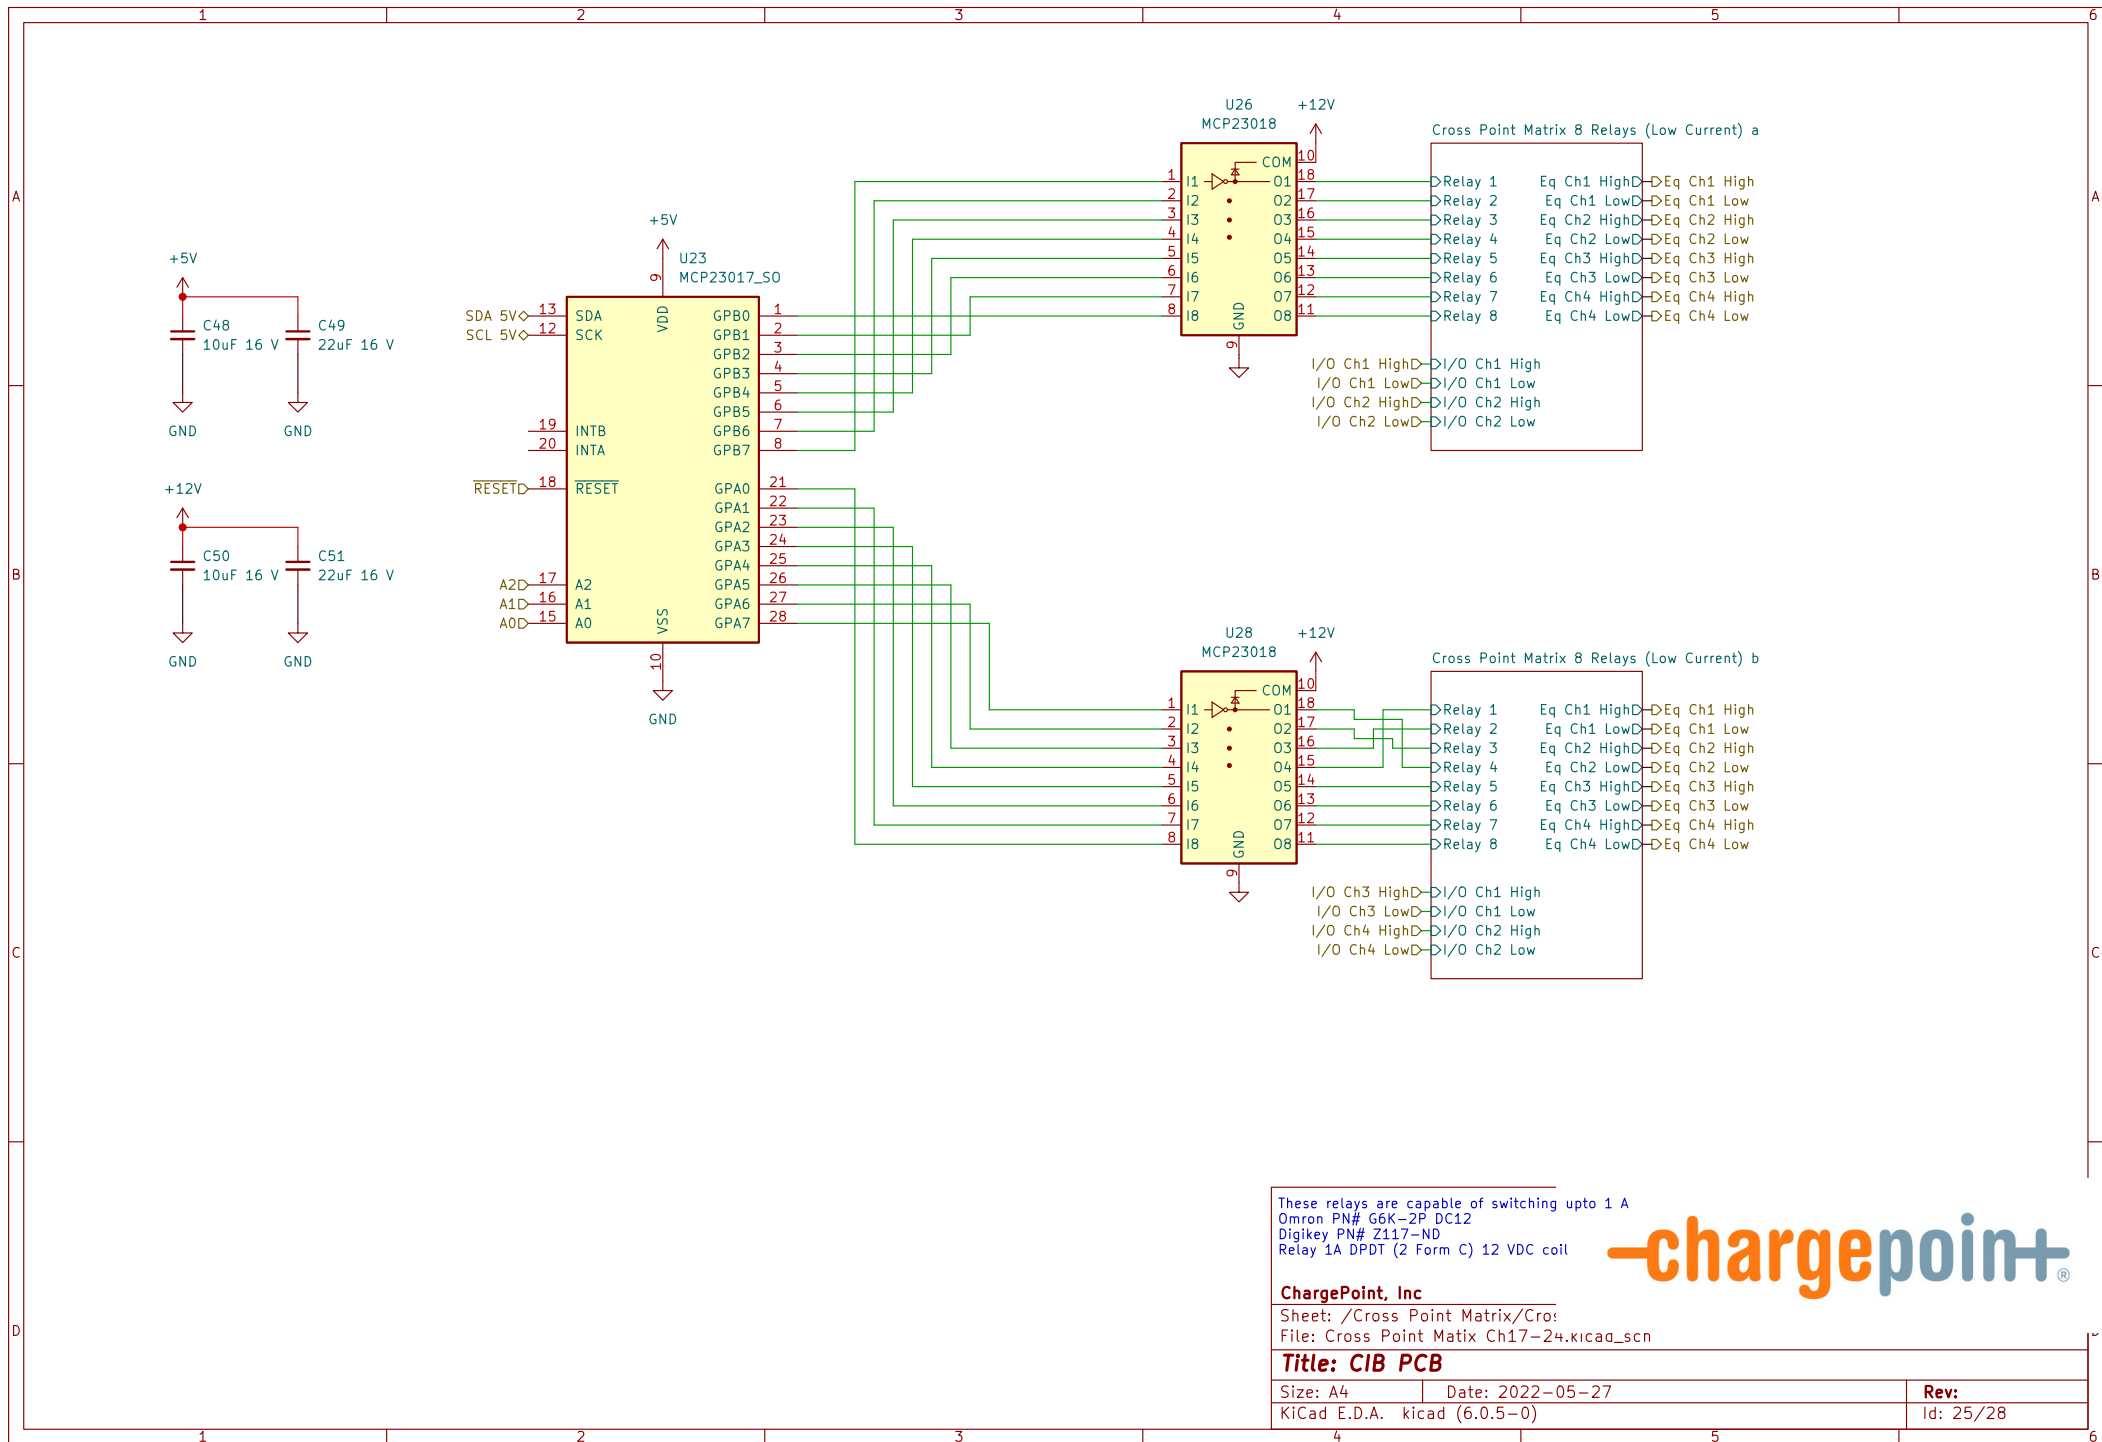 1 2 3 4 5 6
A
B
C
D
A
B
C
+5V
C48
10uF 16 V
GND
C49
22uF 16 V
GND
+12V
C50
10uF 16 V
GND
C51
22uF 16 V
GND
+5V
U23
MCP23017_SO
9
VDD
SDA 5V 13 SDA
SCL 5V 12 SCK
19 INTB
20 INTA
RESET 18 RESET
A2 17 A2
A1 16 A1
A0 15 A0
VSS
10
GND
GPB0 1
GPB1 2
GPB2 3
GPB3 4
GPB4 5
GPB5 6
GPB6 7
GPB7 8
GPA0 21
GPA1 22
GPA2 23
GPA3 24
GPA4 25
GPA5 26
GPA6 27
GPA7 28
U26
MCP23018
+12V
COM 10
1 I1 O1 18
2 I2 O2 17
3 I3 O3 16
4 I4 O4 15
5 I5 O5 14
6 I6 O6 13
7 I7 O7 12
8 I8 O8 11
GND
9
Cross Point Matrix 8 Relays (Low Current) a
Relay 1 Eq Ch1 High Eq Ch1 High
Relay 2 Eq Ch1 Low Eq Ch1 Low
Relay 3 Eq Ch2 High Eq Ch2 High
Relay 4 Eq Ch2 Low Eq Ch2 Low
Relay 5 Eq Ch3 High Eq Ch3 High
Relay 6 Eq Ch3 Low Eq Ch3 Low
Relay 7 Eq Ch4 High Eq Ch4 High
Relay 8 Eq Ch4 Low Eq Ch4 Low
I/O Ch1 High I/O Ch1 High
I/O Ch1 Low I/O Ch1 Low
I/O Ch2 High I/O Ch2 High
I/O Ch2 Low I/O Ch2 Low
U28
MCP23018
+12V
COM 10
1 I1 O1 18
2 I2 O2 17
3 I3 O3 16
4 I4 O4 15
5 I5 O5 14
6 I6 O6 13
7 I7 O7 12
8 I8 O8 11
GND
9
Cross Point Matrix 8 Relays (Low Current) b
Relay 1 Eq Ch1 High Eq Ch1 High
Relay 2 Eq Ch1 Low Eq Ch1 Low
Relay 3 Eq Ch2 High Eq Ch2 High
Relay 4 Eq Ch2 Low Eq Ch2 Low
Relay 5 Eq Ch3 High Eq Ch3 High
Relay 6 Eq Ch3 Low Eq Ch3 Low
Relay 7 Eq Ch4 High Eq Ch4 High
Relay 8 Eq Ch4 Low Eq Ch4 Low
I/O Ch3 High I/O Ch1 High
I/O Ch3 Low I/O Ch1 Low
I/O Ch4 High I/O Ch2 High
I/O Ch4 Low I/O Ch2 Low
These relays are capable of switching upto 1 A
Omron PN# G6K-2P DC12
Digikey PN# Z117-ND
Relay 1A DPDT (2 Form C) 12 VDC coil
chargepoint®
ChargePoint, Inc
Sheet: /Cross Point Matrix/
File: Cross Point Matix Ch17-24.kicad_sch
Title: CIB PCB
Size: A4 Date: 2022-05-27 Rev:
KiCad E.D.A. kicad (6.0.5-0) Id: 25/28
1 2 3 4 5 6